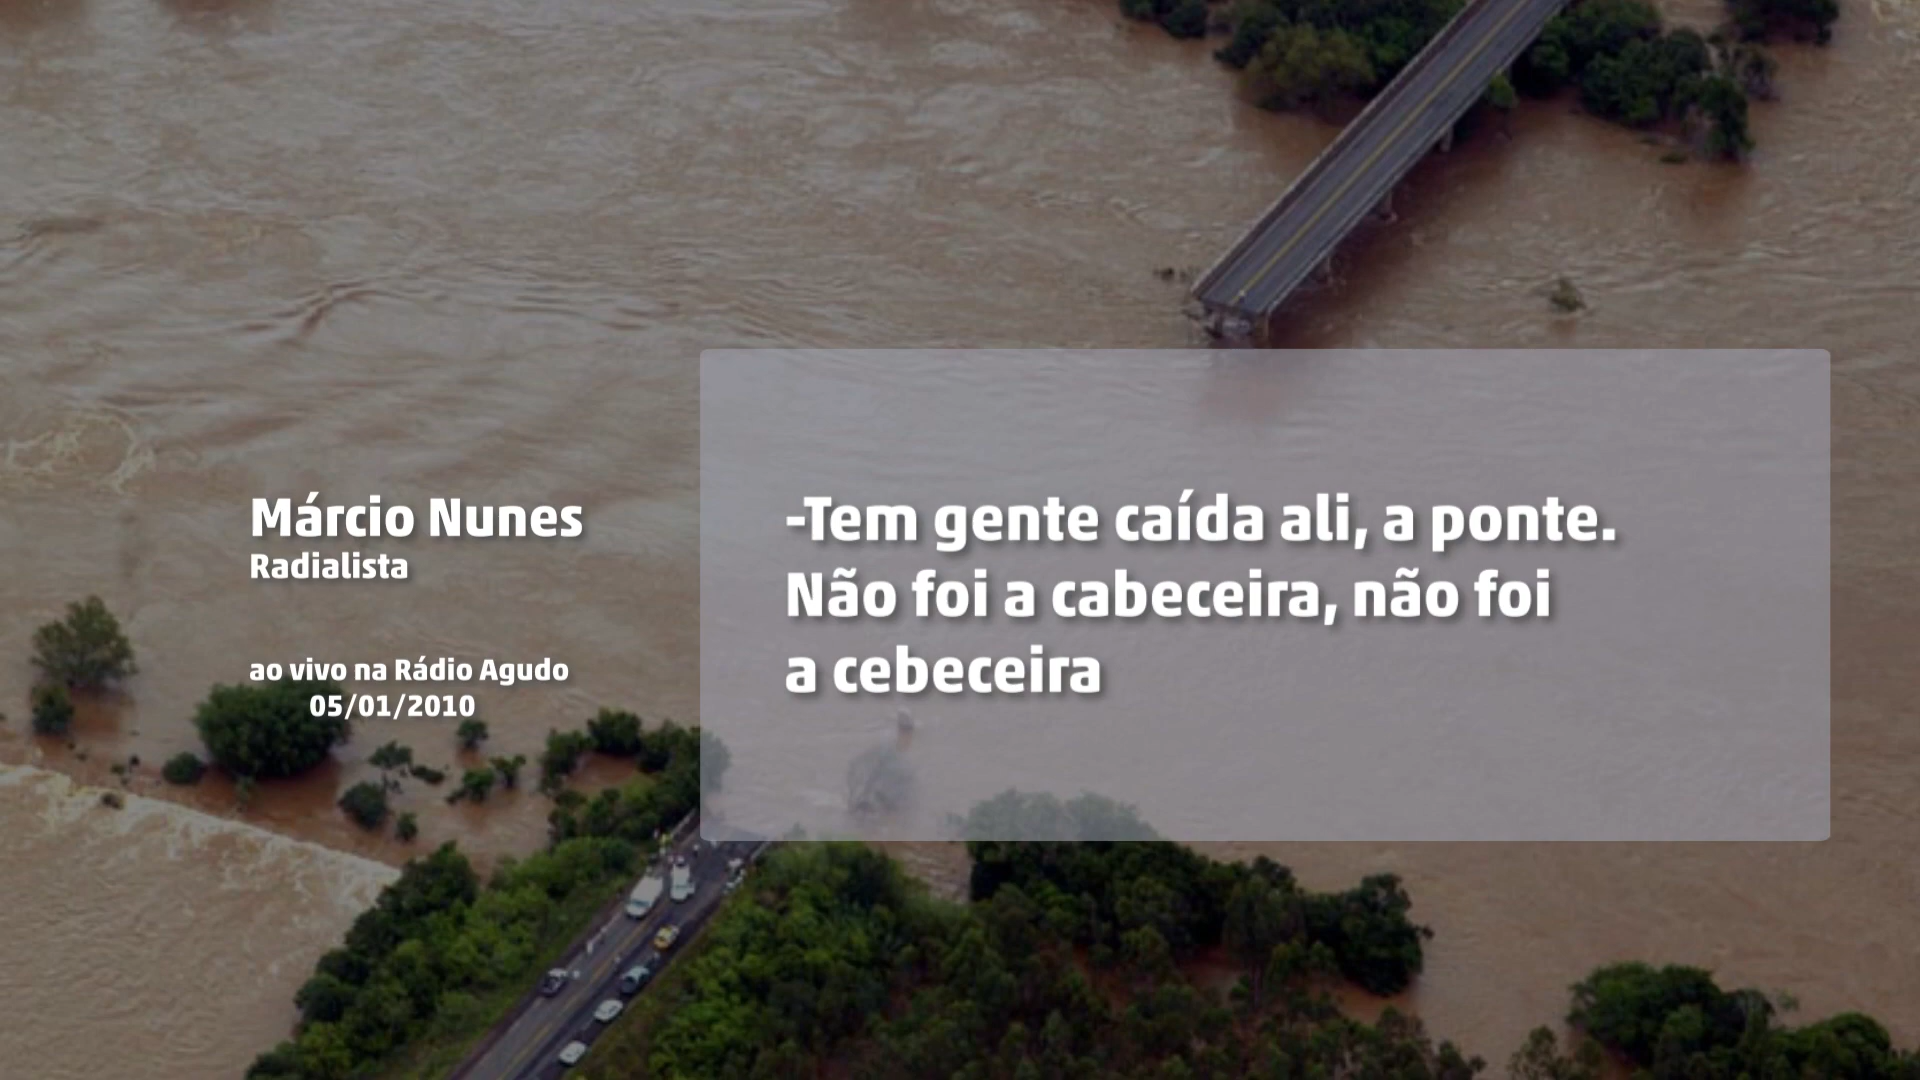 Márcio Nunes
Radialista
ao vivo na Rádio Agudo
05/01/2010
-Tem gente caída ali, a ponte.
Não foi a cabeceira, não foi
a cebeceira